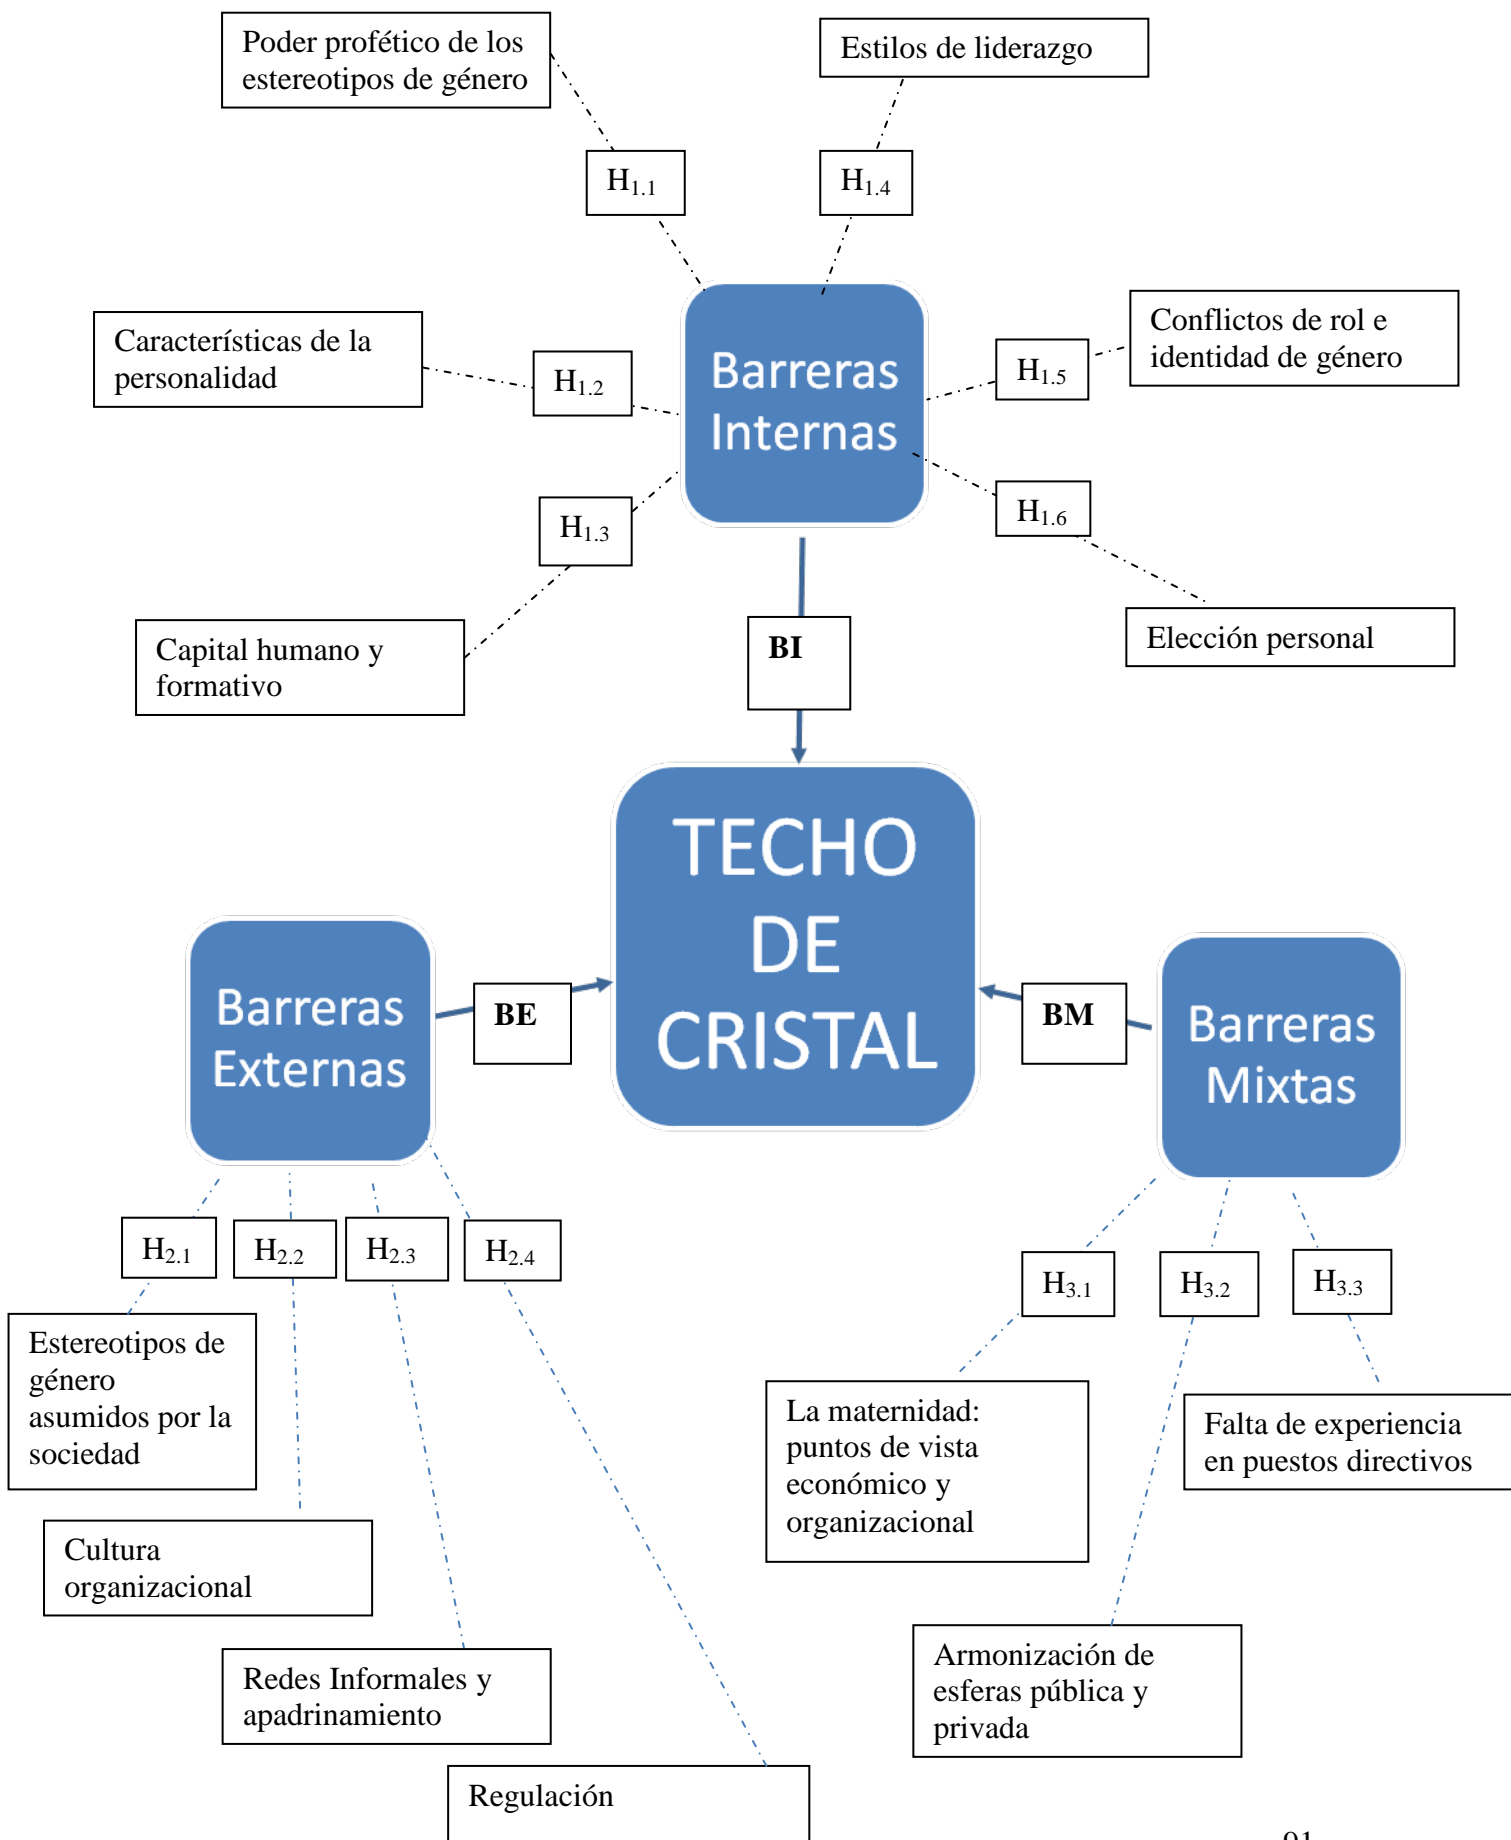 Poder profético de los
estereotipos de género
Estilos de liderazgo
H1.1
H1.4
Características de la
personalidad
H1.2
Barreras
Internas
H1.5
Conflictos de rol e
identidad de género
H1.3
H1.6
Capital humano y
formativo
BI
Elección personal
TECHO
DE
CRISTAL
Barreras
Externas
BE
BM
Barreras
Mixtas
H2.1
H2.2
H2.3
H2.4
H3.1
H3.2
H3.3
Estereotipos de
género
asumidos por la
sociedad
La maternidad:
puntos de vista
económico y
organizacional
Falta de experiencia
en puestos directivos
Cultura
organizacional
Redes Informales y
apadrinamiento
Armonización de
esferas pública y
privada
Regulación
91